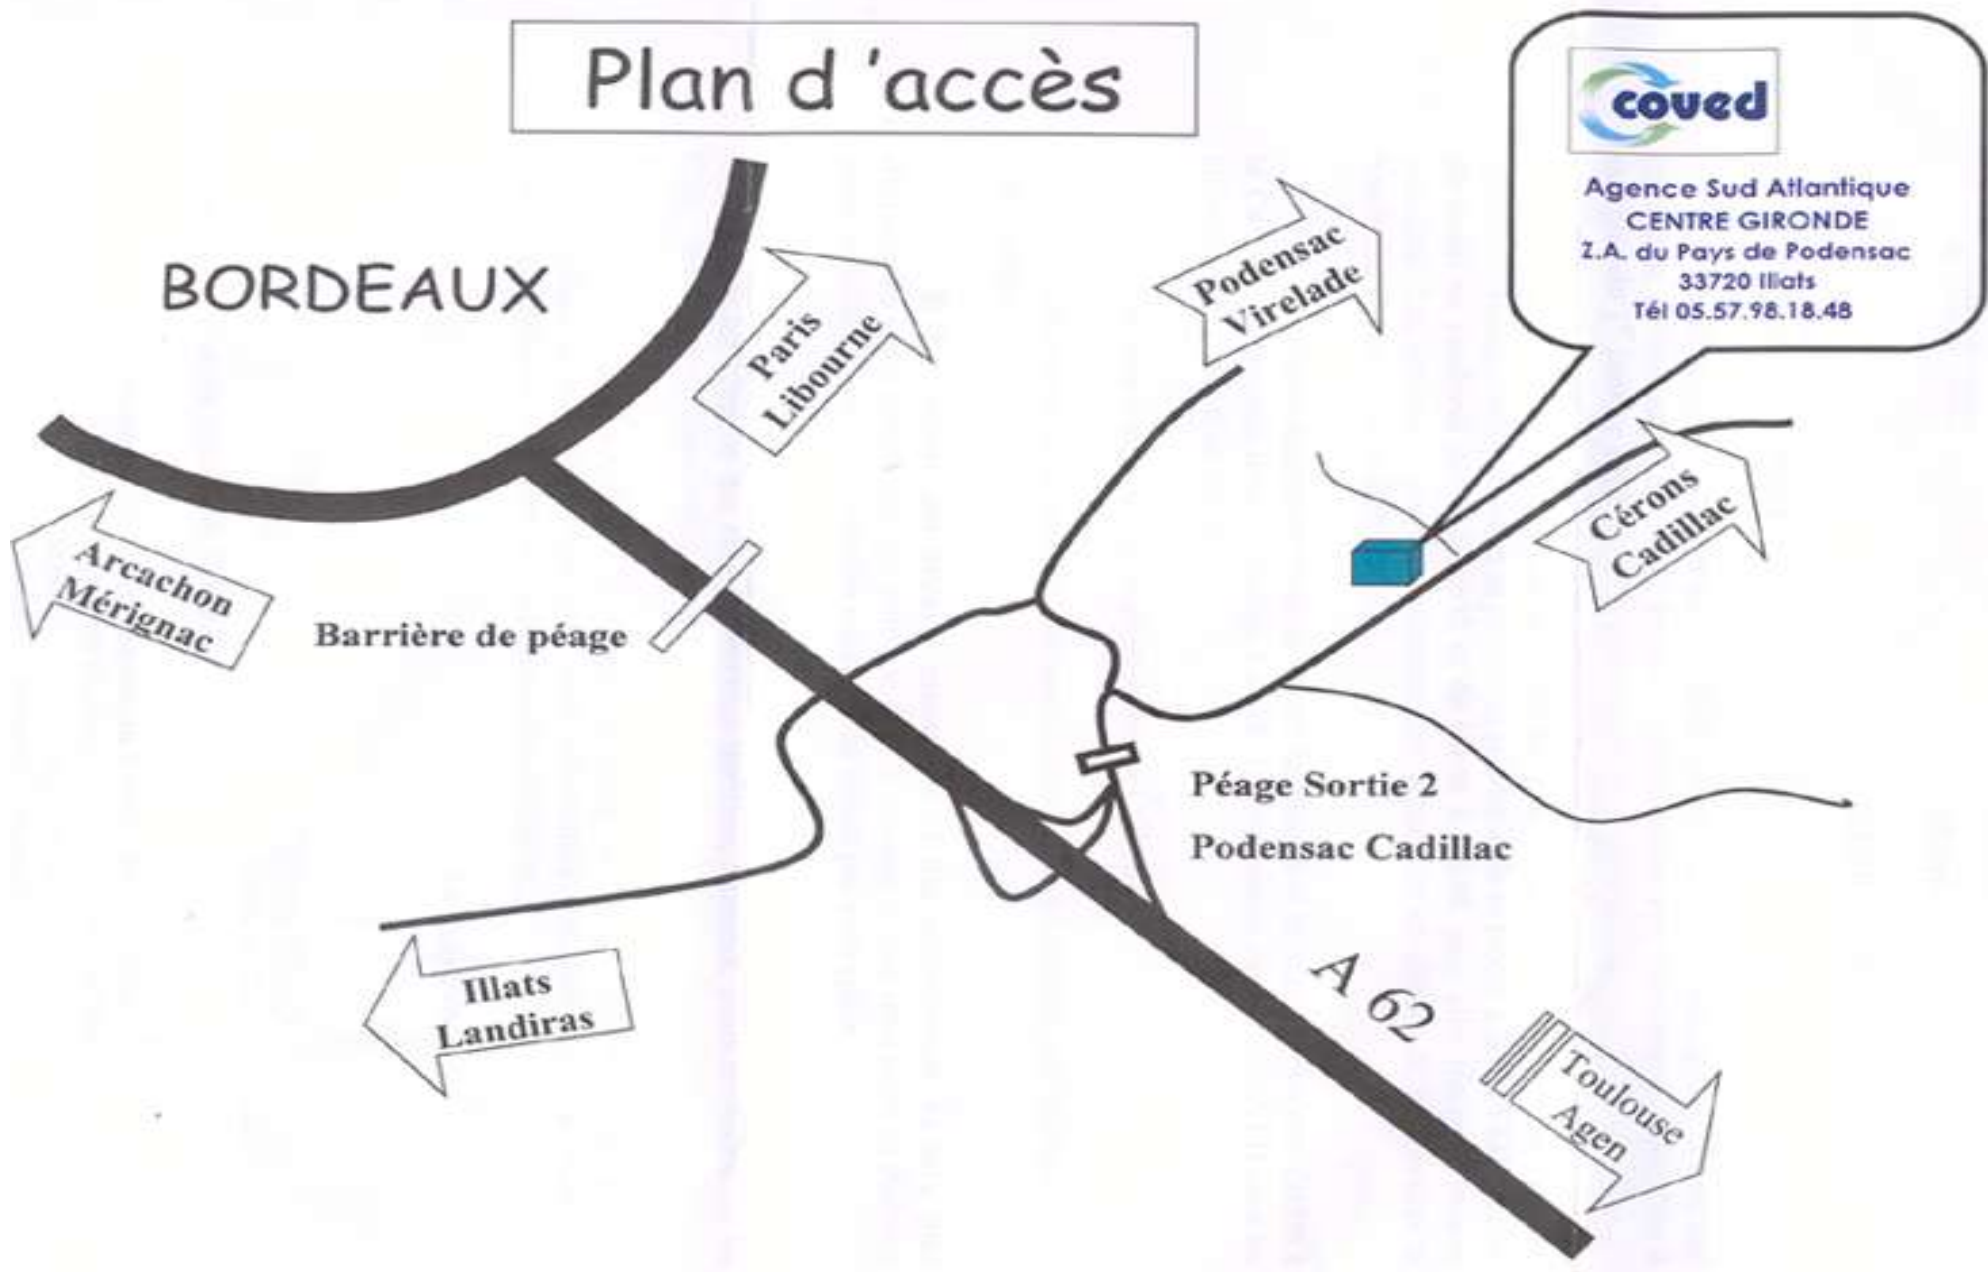 Plan d 'accès
coved
Agence Sud Atlantique
CENTRE GIRONDE
Z.A. du Pays de Podensac
33720 Illats
Tél 05.57.98.18.48
BORDEAUX
Paris
Libourne
Podensac
Virelade
Cérons
Cadillac
Arcachon
Mérignac
Barrière de péage
Péage Sortie 2
Podensac Cadillac
Illats
Landiras
A 62
Toulouse
Agen